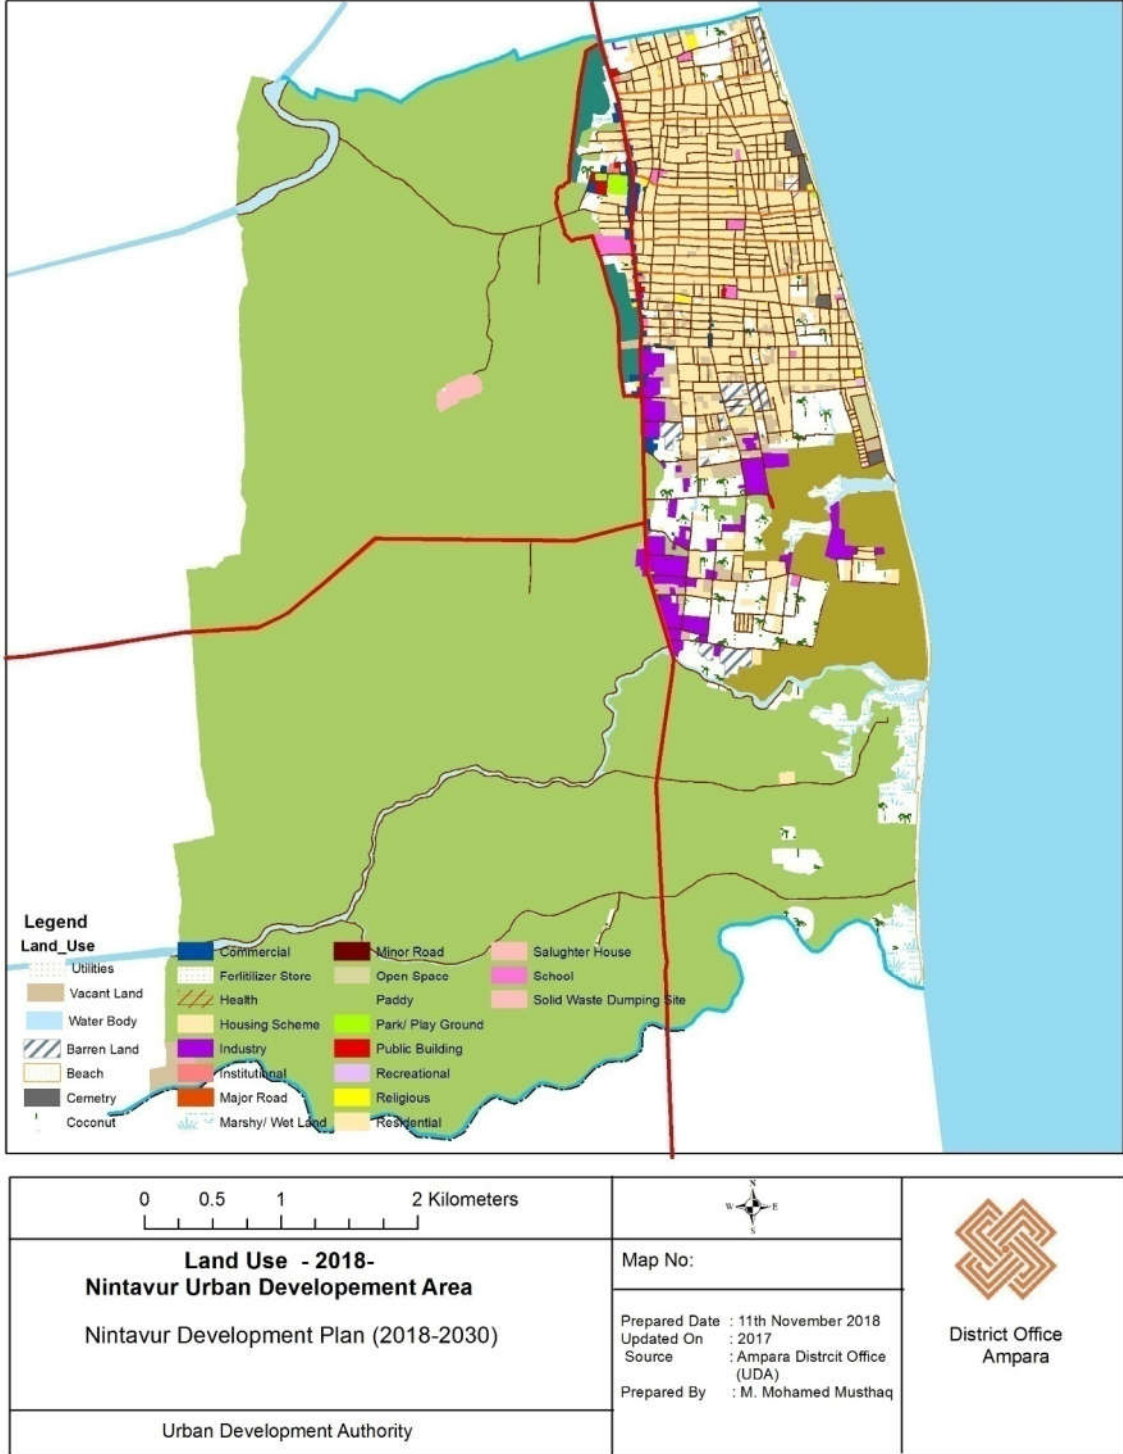 Legend
Land_Use
Utilities
Vacant Land
Water Body
Barren Land
Beach
Cemetry
Coconut
Commercial
Ferlitilizer Store
Health
Housing Scheme
Industry
Institutional
Major Road
Marshy/ Wet Land
Minor Road
Open Space
Paddy
Park/ Play Ground
Public Building
Recreational
Religious
Residential
Salughter House
School
Solid Waste Dumping Site
0 0.5 1 2 Kilometers
Land Use - 2018-
Nintavur Urban Developement Area
Nintavur Development Plan (2018-2030)
Urban Development Authority
N
W E
S
Map No:
Prepared Date : 11th November 2018
Updated On : 2017
Source : Ampara Distrcit Office
(UDA)
Prepared By : M. Mohamed Musthaq
District Office
Ampara